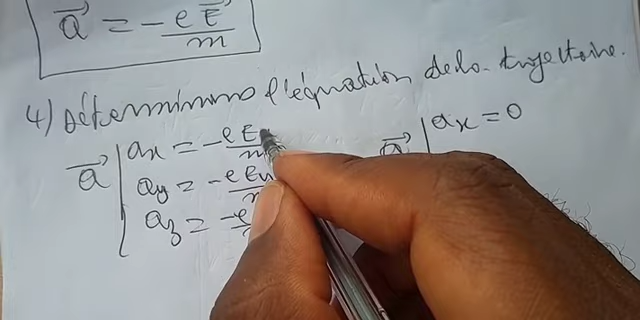 a⃗ = - eE⃗/m
4) Déterminons l'équation de la trajectoire.
a⃗ | ax = - eE/m
ay = - eE
az = - e
a⃗ | ax = 0